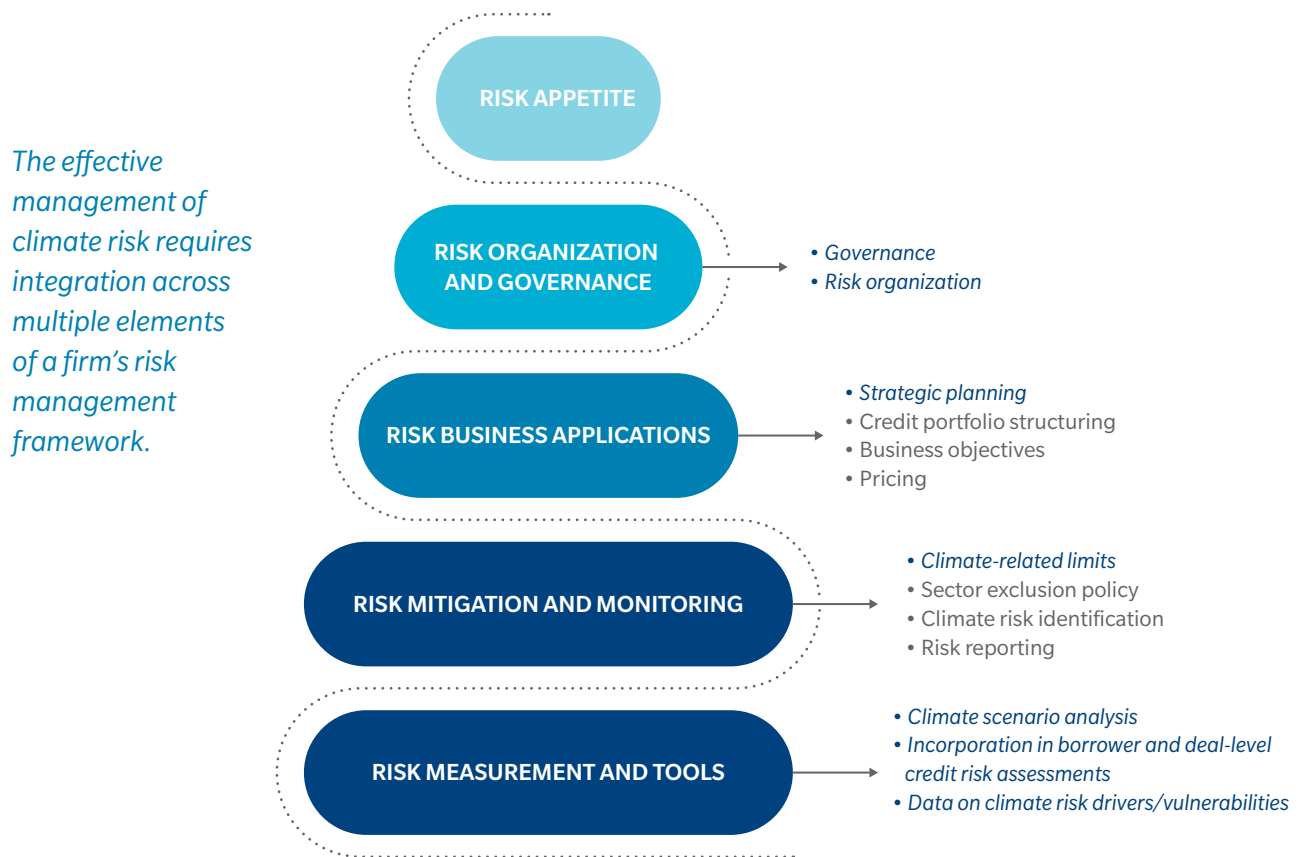 The effective
management of
climate risk requires
integration across
multiple elements
of a firm’s risk
management
framework.
RISK APPETITE
RISK ORGANIZATION
AND GOVERNANCE
• Governance
• Risk organization
RISK BUSINESS APPLICATIONS
• Strategic planning
• Credit portfolio structuring
• Business objectives
• Pricing
RISK MITIGATION AND MONITORING
• Climate-related limits
• Sector exclusion policy
• Climate risk identification
• Risk reporting
RISK MEASUREMENT AND TOOLS
• Climate scenario analysis
• Incorporation in borrower and deal-level
credit risk assessments
• Data on climate risk drivers/vulnerabilities